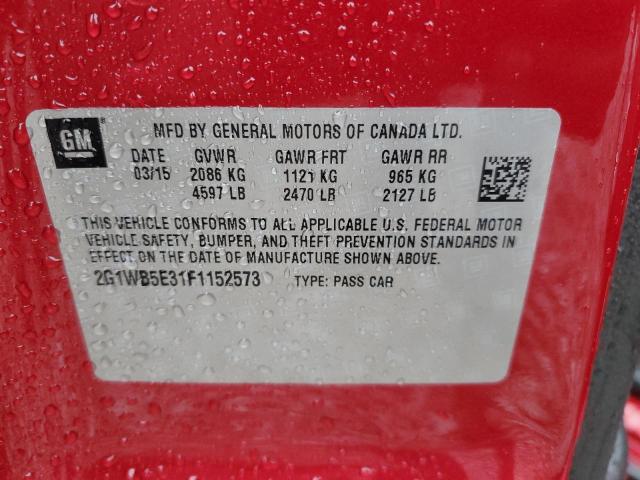 GM
MFD BY GENERAL MOTORS OF CANADA LTD.
DATE GVWR GAWR FRT GAWR RR
03/15 2086 KG 1121 KG 965 KG
4597 LB 2470 LB 2127 LB
THIS VEHICLE CONFORMS TO ALL APPLICABLE U.S. FEDERAL MOTOR
VEHICLE SAFETY, BUMPER, AND THEFT PREVENTION STANDARDS IN
EFFECT ON THE DATE OF MANUFACTURE SHOWN ABOVE.
2G1WB5E31F1152573 TYPE: PASS CAR